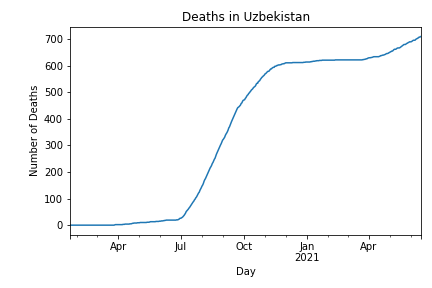 Deaths in Uzbekistan
700
600
500
400
300
200
100
0
Number of Deaths
Apr
Jul
Oct
Jan
2021
Apr
Day